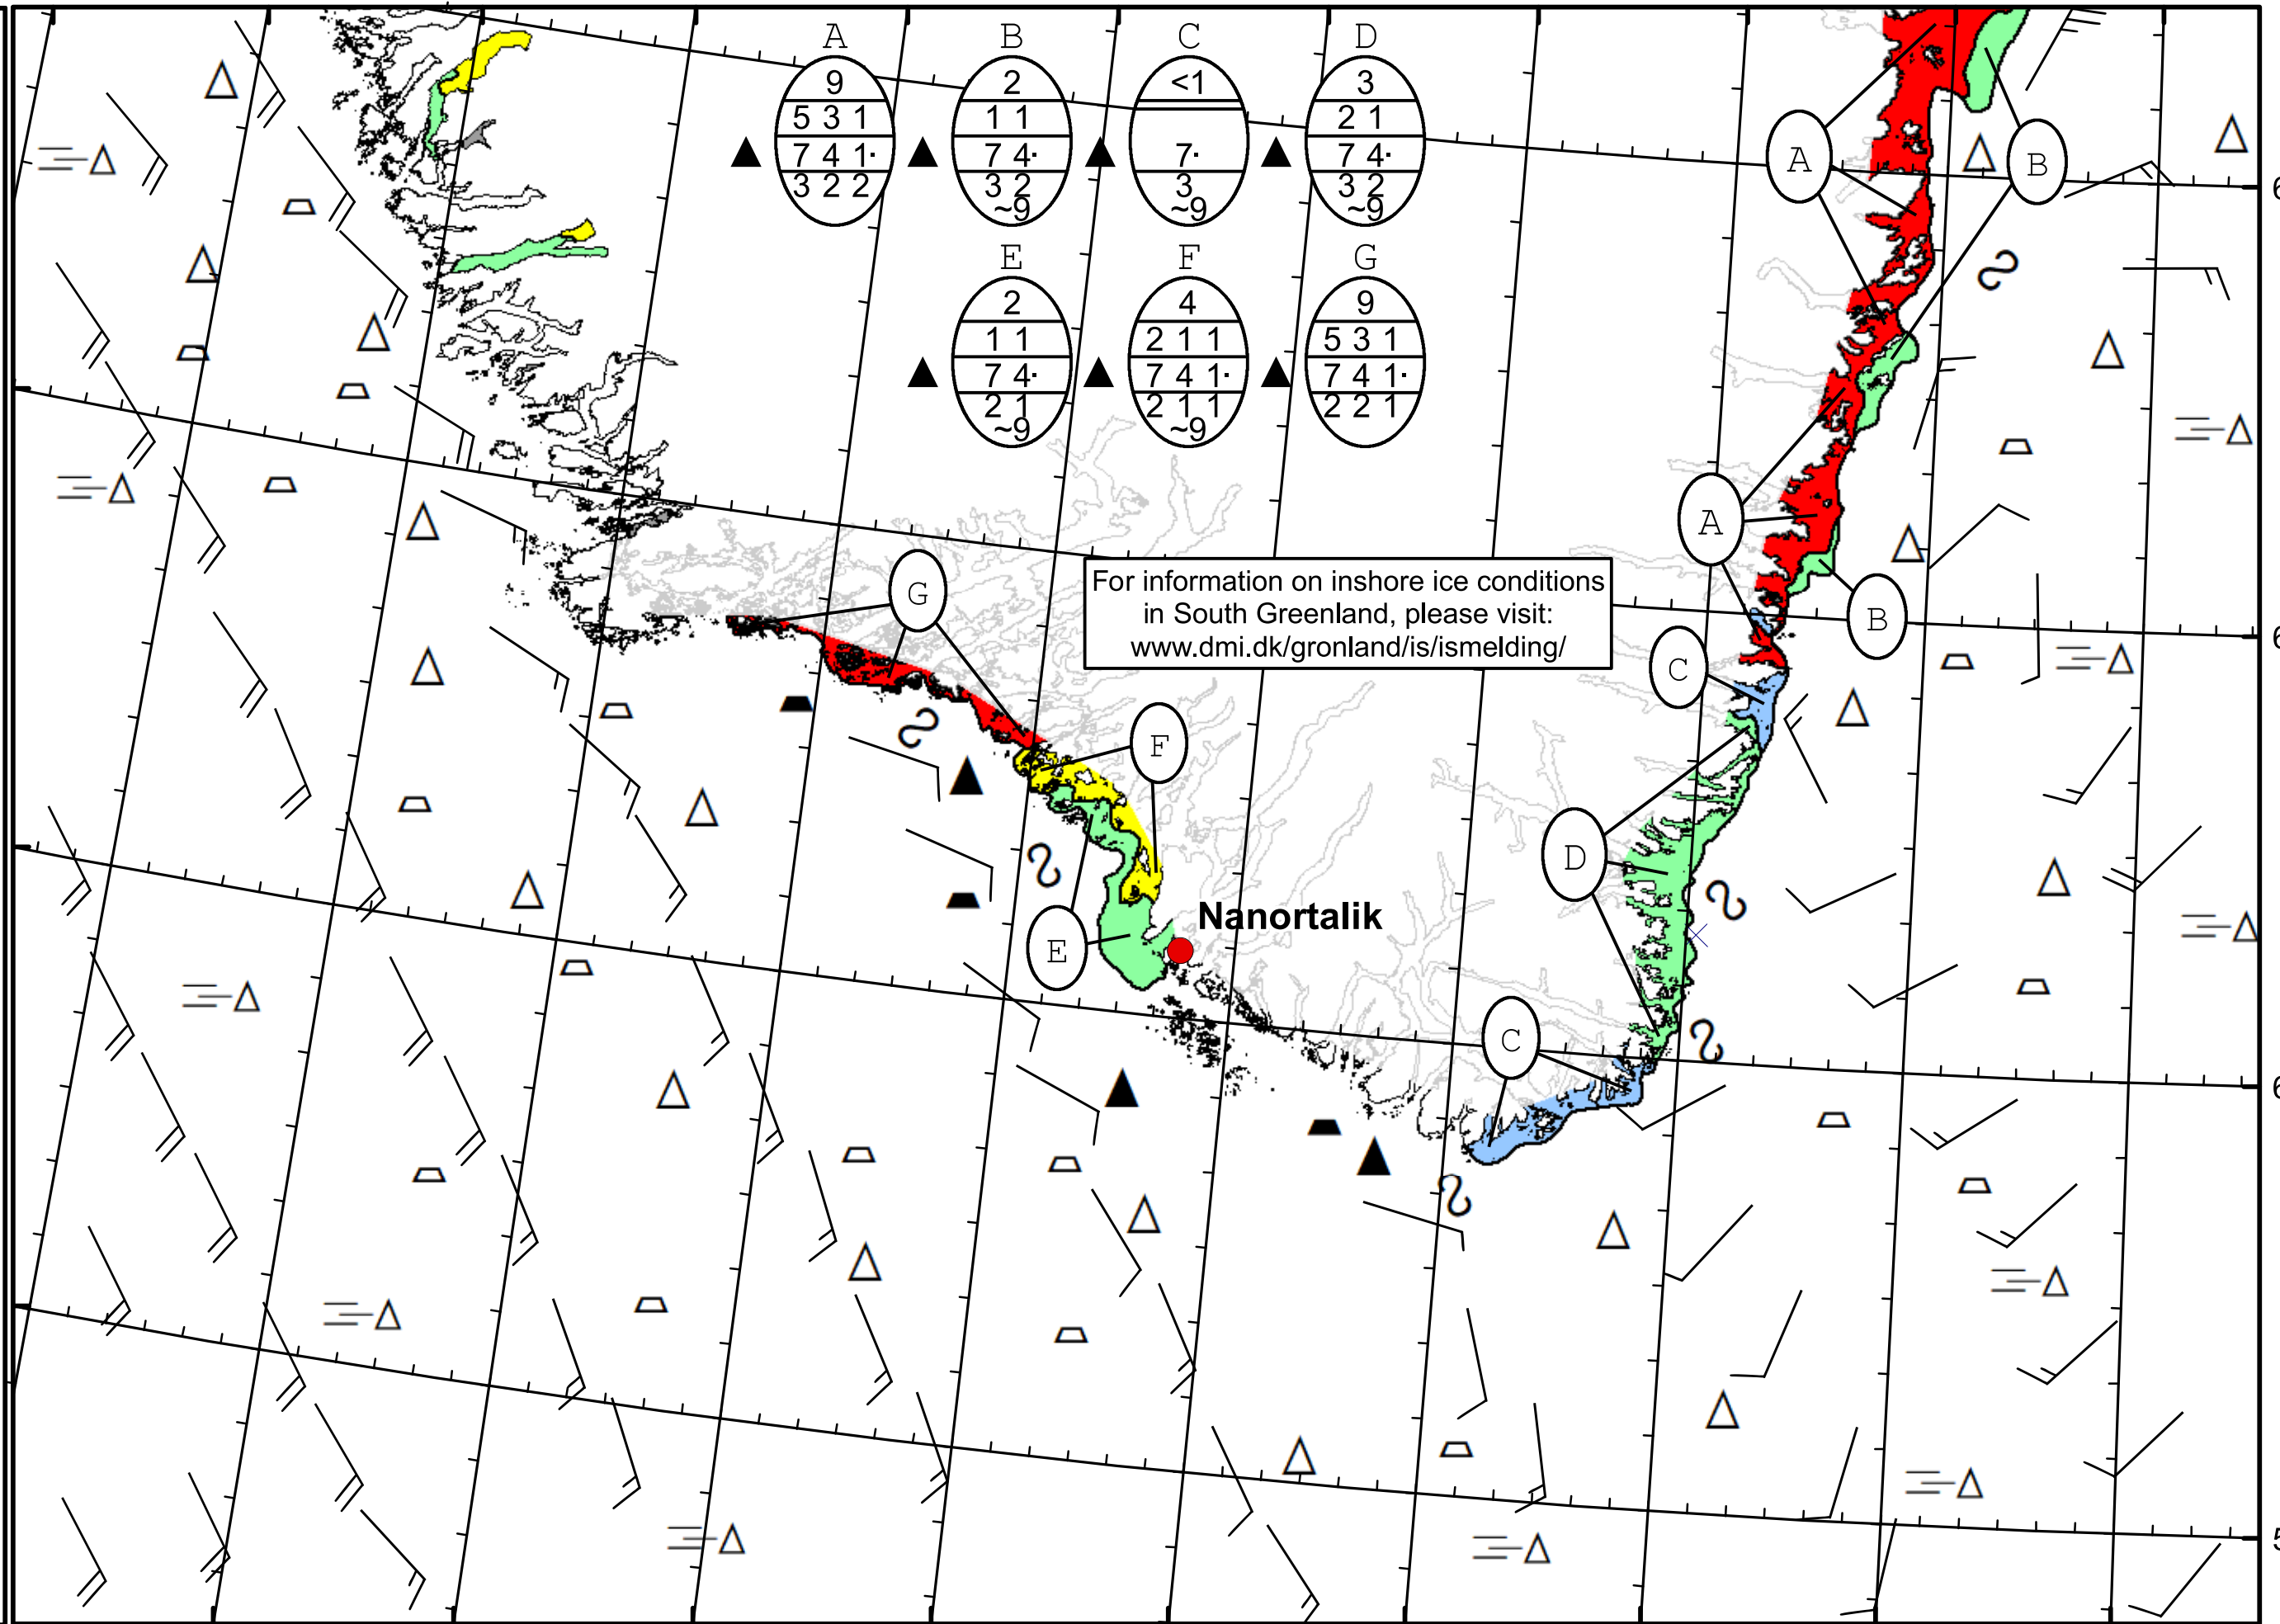 A B C D
9 2 <1 3
5 3 1 1 1 2 1
7 4 1· 7 4· 7· 7 4·
3 2 2 3 2 3 3 2
~9 ~9 ~9
E F G
2 4 9
1 1 2 1 1 5 3 1
7 4· 7 4 1· 7 4 1·
2 1 2 1 1 2 2 1
~9 ~9
A
B
A
B
G
For information on inshore ice conditions
in South Greenland, please visit:
www.dmi.dk/gronland/is/ismelding/
C
F
D
Nanortalik
E
C